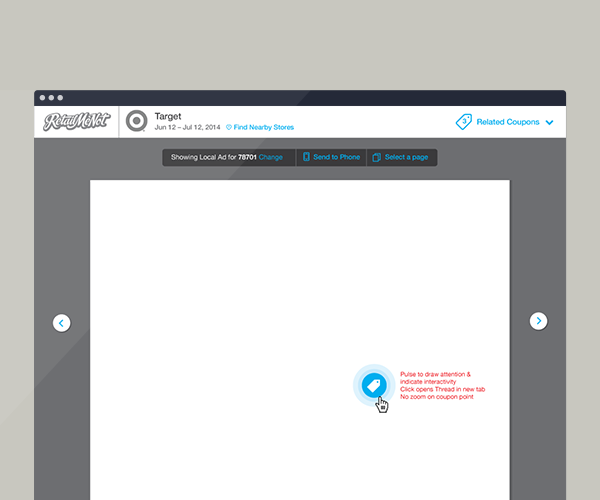 RetailMeNot
Target
Jun 12 – Jul 12, 2014 Find Nearby Stores
3 Related Coupons
Showing Local Ad for 78701 Change Send to Phone Select a page
Pulse to draw attention &
indicate interactivity
Click opens Thread in new tab
No zoom on coupon point